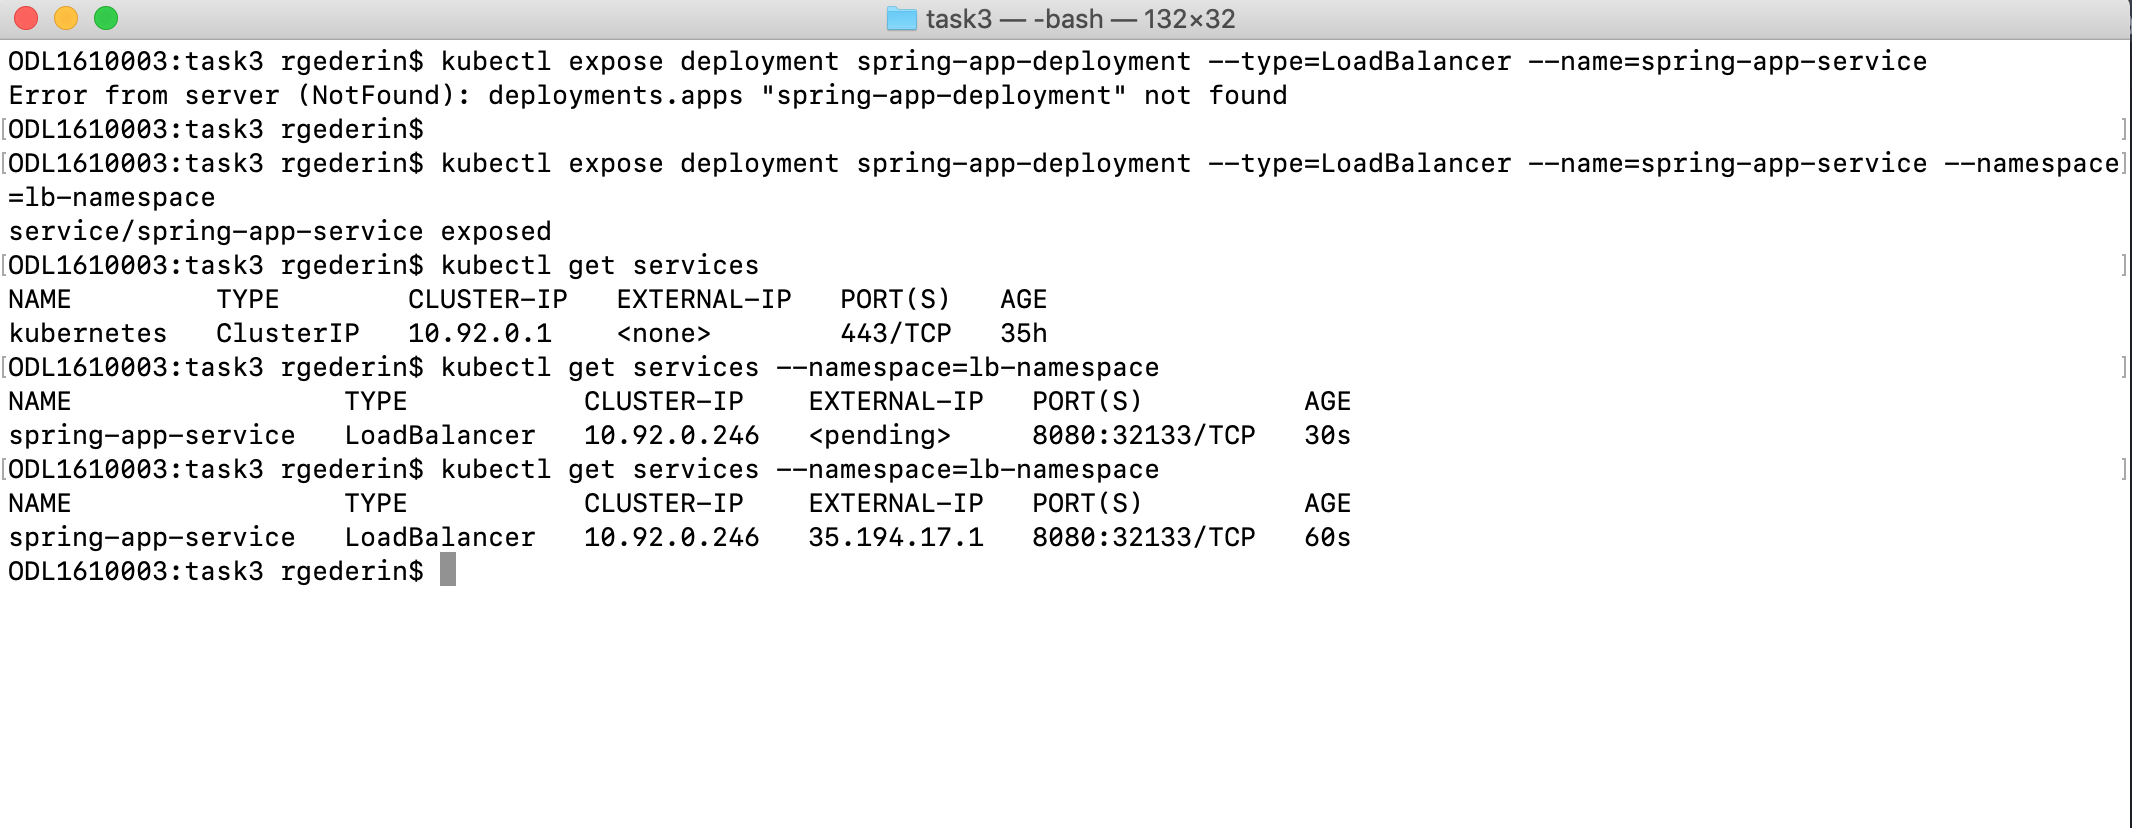 task3 — -bash — 132×32
ODL1610003:task3 rgederin$ kubectl expose deployment spring-app-deployment --type=LoadBalancer --name=spring-app-service
Error from server (NotFound): deployments.apps "spring-app-deployment" not found
[ODL1610003:task3 rgederin$ ]
[ODL1610003:task3 rgederin$ kubectl expose deployment spring-app-deployment --type=LoadBalancer --name=spring-app-service --namespace]
=lb-namespace
service/spring-app-service exposed
[ODL1610003:task3 rgederin$ kubectl get services ]
NAME TYPE CLUSTER-IP EXTERNAL-IP PORT(S) AGE
kubernetes ClusterIP 10.92.0.1 <none> 443/TCP 35h
[ODL1610003:task3 rgederin$ kubectl get services --namespace=lb-namespace ]
NAME TYPE CLUSTER-IP EXTERNAL-IP PORT(S) AGE
spring-app-service LoadBalancer 10.92.0.246 <pending> 8080:32133/TCP 30s
[ODL1610003:task3 rgederin$ kubectl get services --namespace=lb-namespace ]
NAME TYPE CLUSTER-IP EXTERNAL-IP PORT(S) AGE
spring-app-service LoadBalancer 10.92.0.246 35.194.17.1 8080:32133/TCP 60s
ODL1610003:task3 rgederin$